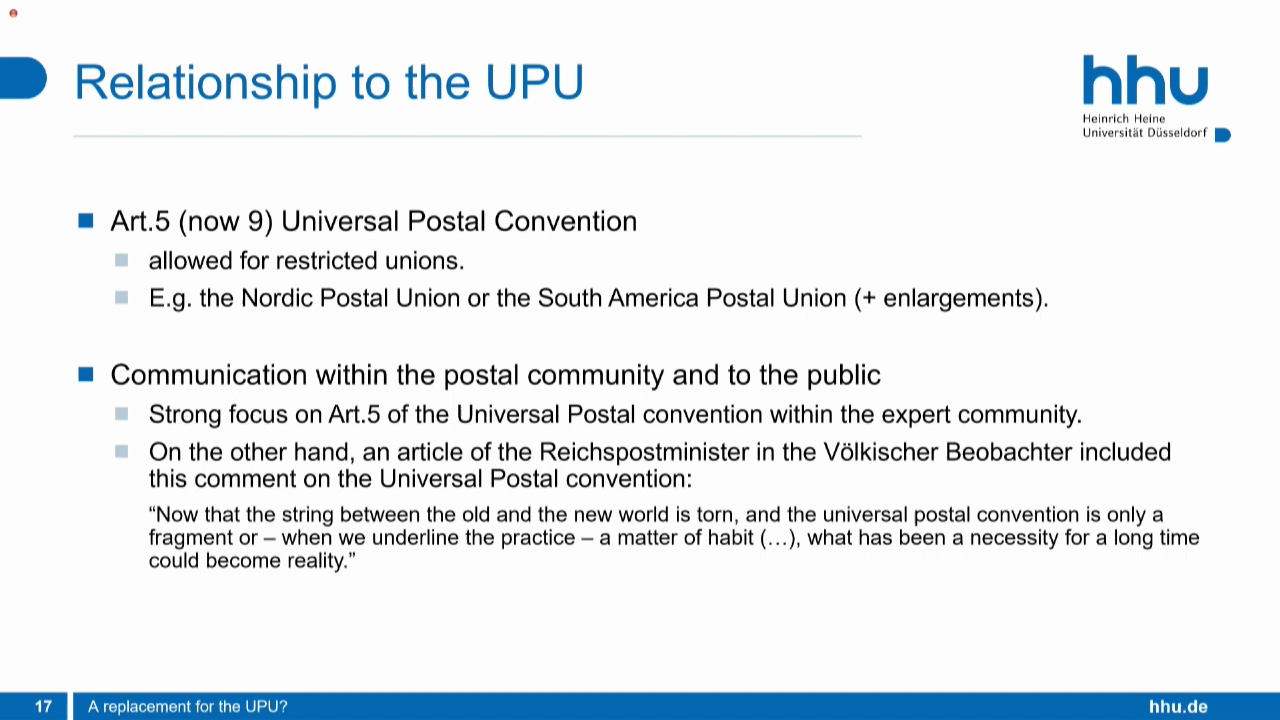 Relationship to the UPU
hhu
Heinrich Heine
Universität Düsseldorf
Art.5 (now 9) Universal Postal Convention
allowed for restricted unions.
E.g. the Nordic Postal Union or the South America Postal Union (+ enlargements).
Communication within the postal community and to the public
Strong focus on Art.5 of the Universal Postal convention within the expert community.
On the other hand, an article of the Reichspostminister in the Völkischer Beobachter included
this comment on the Universal Postal convention:
“Now that the string between the old and the new world is torn, and the universal postal convention is only a
fragment or – when we underline the practice – a matter of habit (…), what has been a necessity for a long time
could become reality.”
17 A replacement for the UPU? hhu.de